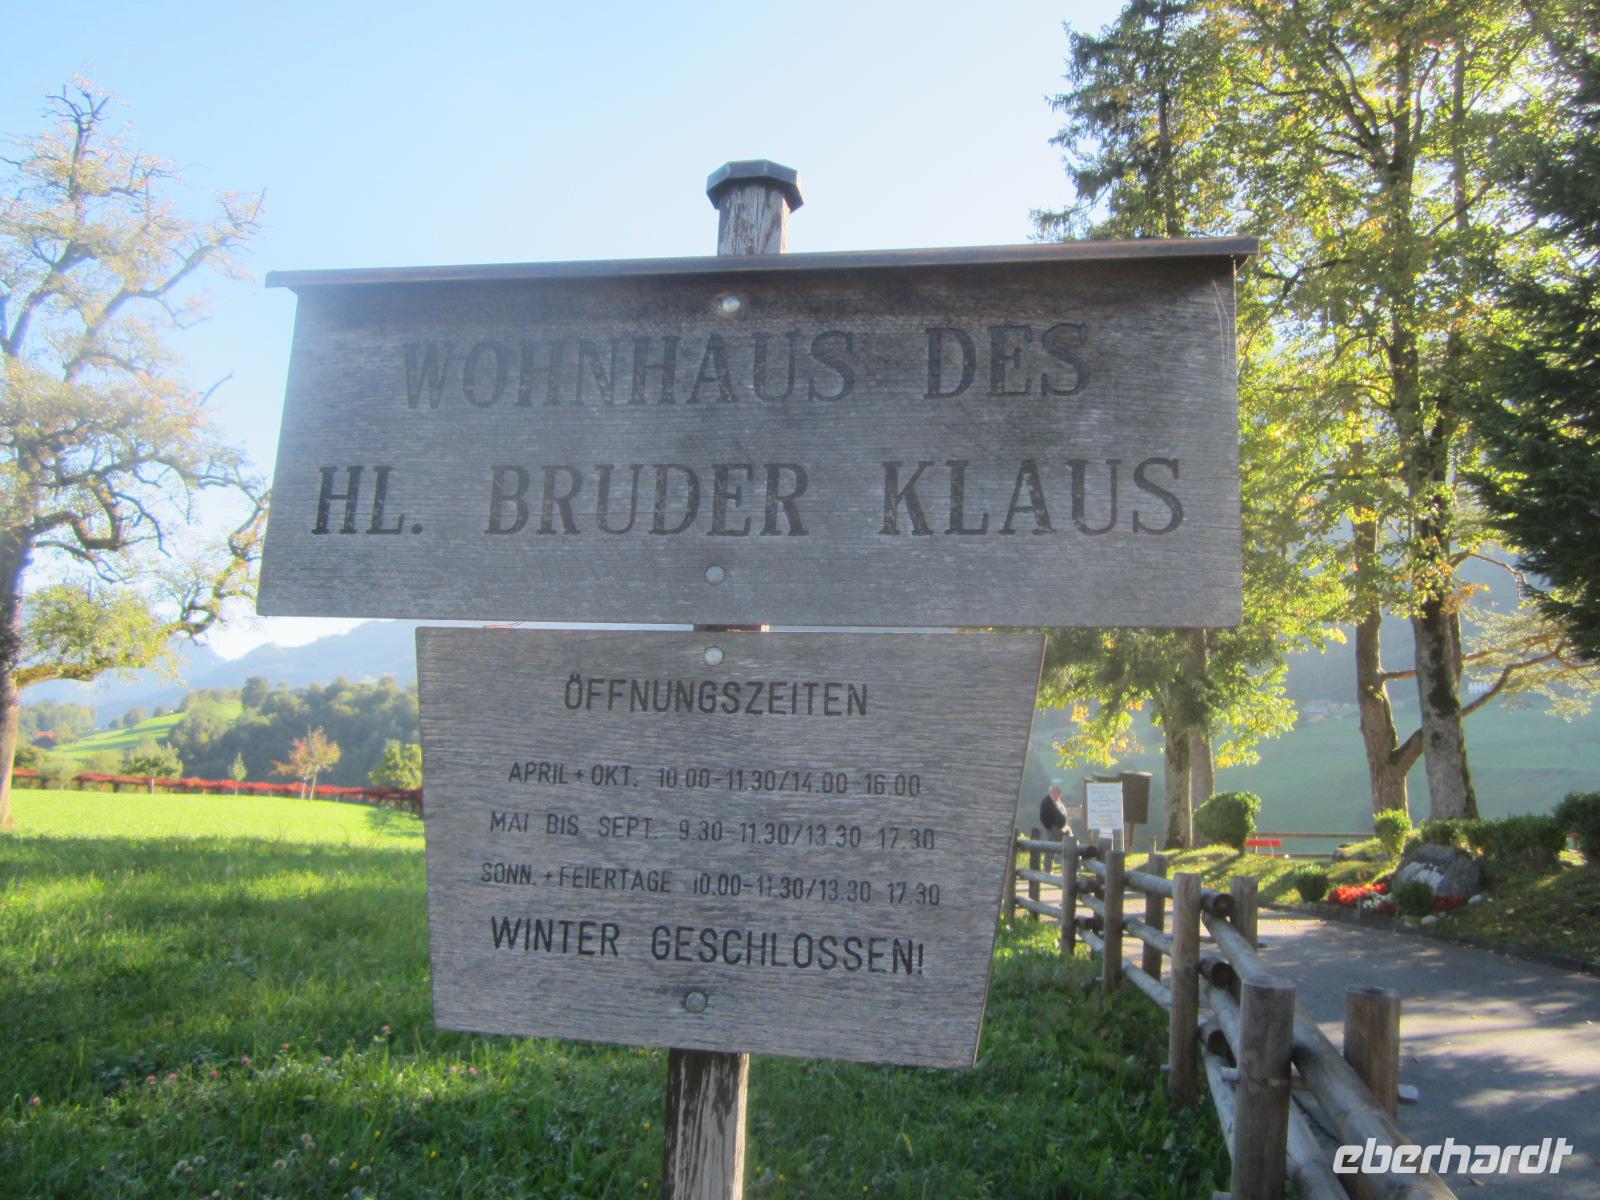 WOHNHAUS DES
HL. BRUDER KLAUS
ÖFFNUNGSZEITEN
APRIL + OKT. 10.00-11.30/14.00-16.00
MAI BIS SEPT. 9.30-11.30/13.30-17.30
SONN. + FEIERTAGE 10.00-11.30/13.30-17.30
WINTER GESCHLOSSEN!
eberhardt